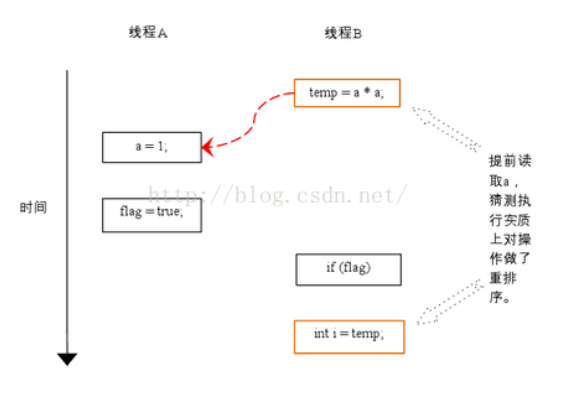 线程A
线程B
temp = a * a;
a = 1;
http://blog.csdn.net/
时间
flag = true;
if (flag)
int i = temp;
提前读
取a，
猜测执
行实质
上对操
作做了
重排
序。